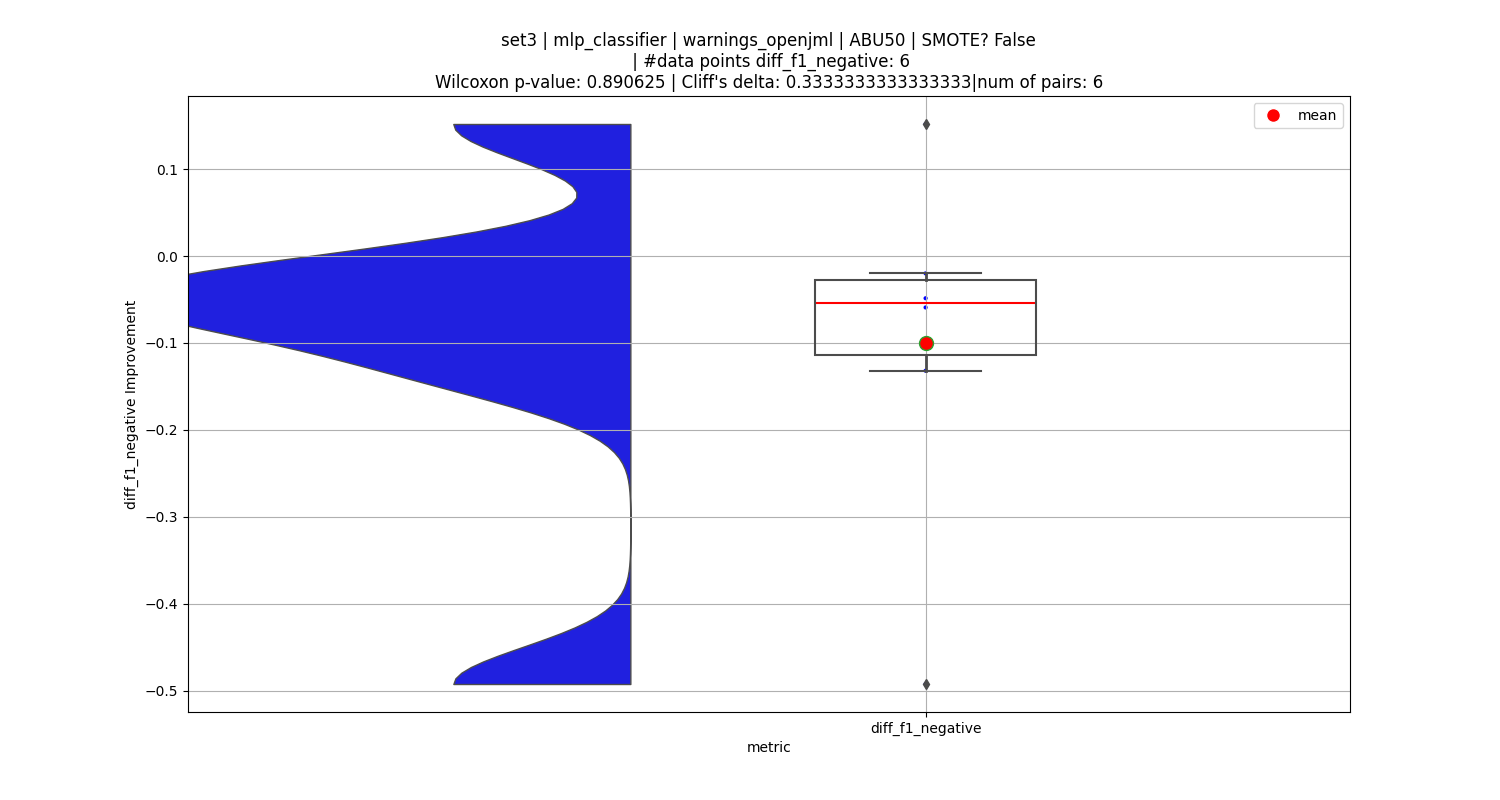 set3 | mlp_classifier | warnings_openjml | ABU50 | SMOTE? False
| #data points diff_f1_negative: 6
Wilcoxon p-value: 0.890625 | Cliff's delta: 0.3333333333333333|num of pairs: 6
mean
0.1
0.0
−0.1
−0.2
−0.3
−0.4
−0.5
diff_f1_negative Improvement
diff_f1_negative
metric